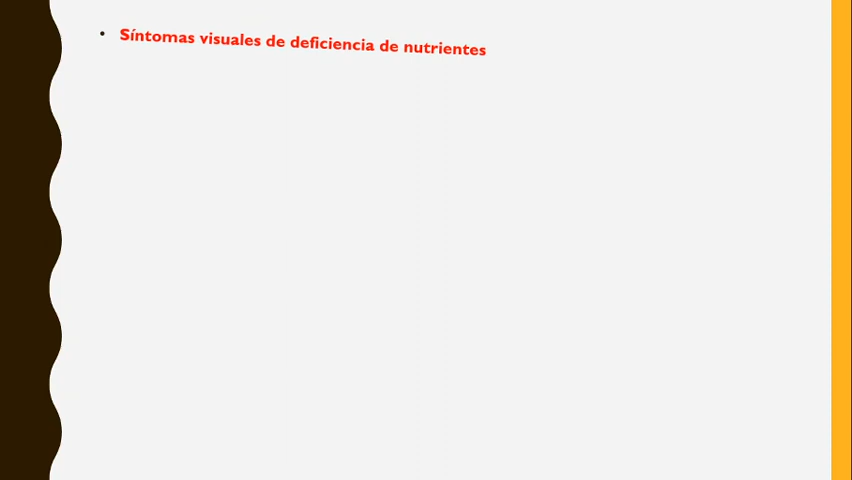 • Síntomas visuales de deficiencia de nutrientes